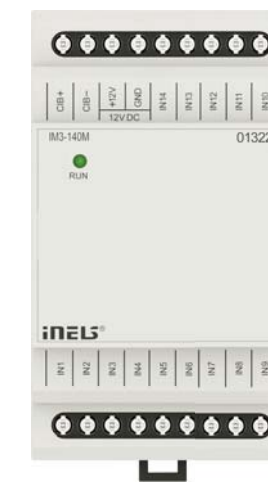 CIB+ CIB− +12V GND IN14 IN13 IN12 IN11 IN10
12V DC
IM3-140M 01322
RUN
iNELS®
IN1 IN2 IN3 IN4 IN5 IN6 IN7 IN8 IN9